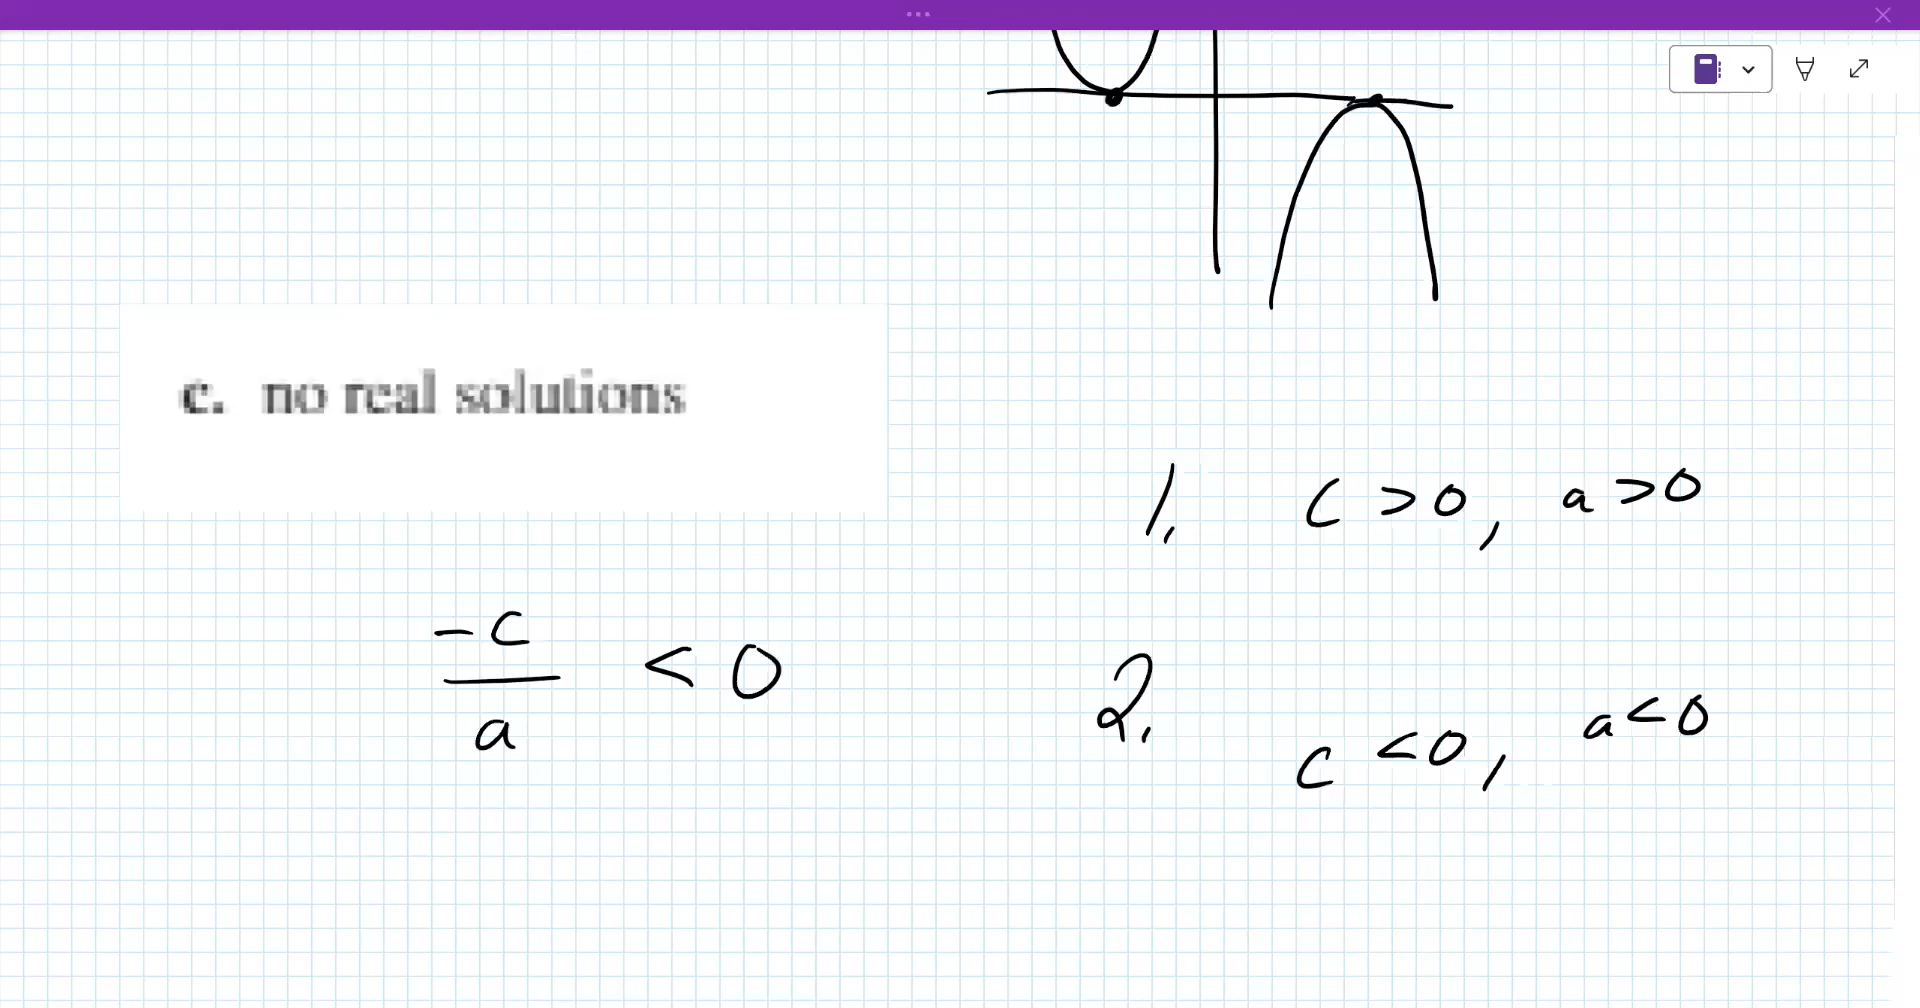 c. no real solutions
1. c > 0, a > 0
-c/a < 0
2. c < 0, a < 0